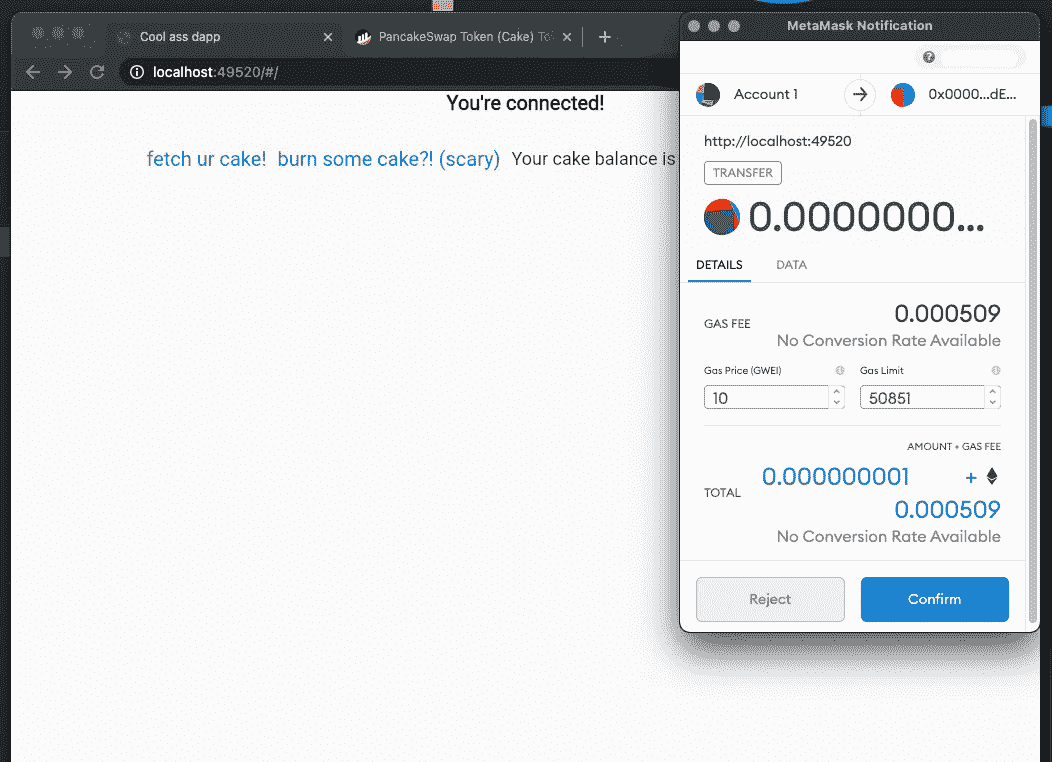 Cool ass dapp
PancakeSwap Token (Cake) To
localhost:49520/#/
You're connected!
fetch ur cake! burn some cake?! (scary) Your cake balance is
MetaMask Notification
Account 1
0x0000...dE...
http://localhost:49520
TRANSFER
0.0000000...
DETAILS DATA
GAS FEE
0.000509
No Conversion Rate Available
Gas Price (GWEI) Gas Limit
10 50851
AMOUNT + GAS FEE
TOTAL
0.000000001 +
0.000509
No Conversion Rate Available
Reject Confirm